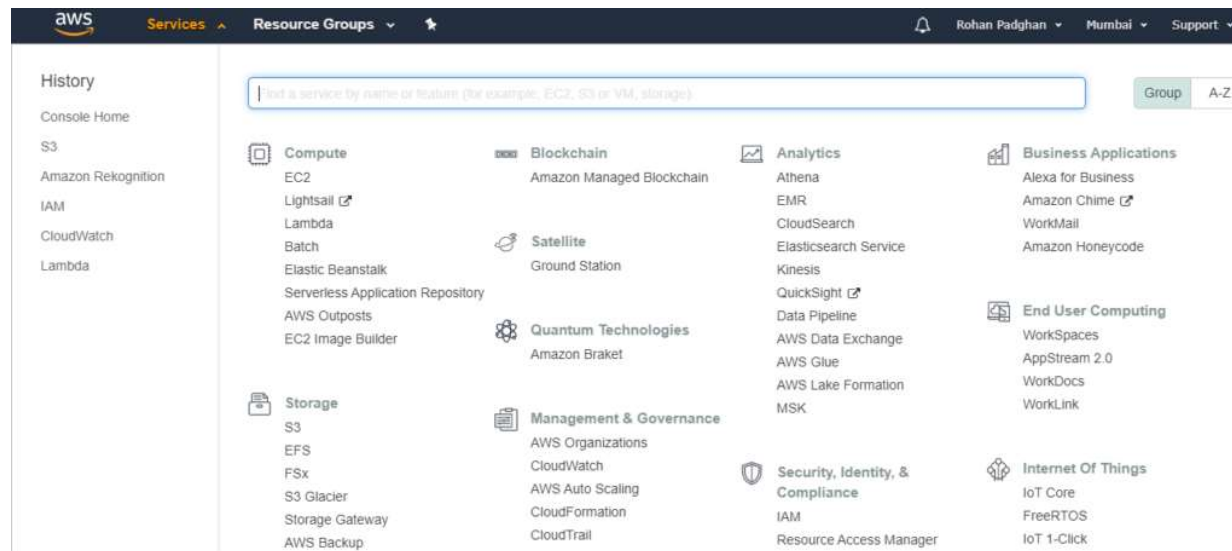 aws
Services
Resource Groups
Rohan Padghan
Mumbai
Support
History
Console Home
S3
Amazon Rekognition
IAM
CloudWatch
Lambda
Find a service by name or feature (for example, EC2, S3 or VM, storage).
Group
A-Z
Compute
EC2
Lightsail
Lambda
Batch
Elastic Beanstalk
Serverless Application Repository
AWS Outposts
EC2 Image Builder
Storage
S3
EFS
FSx
S3 Glacier
Storage Gateway
AWS Backup
Blockchain
Amazon Managed Blockchain
Satellite
Ground Station
Quantum Technologies
Amazon Braket
Management & Governance
AWS Organizations
CloudWatch
AWS Auto Scaling
CloudFormation
CloudTrail
Analytics
Athena
EMR
CloudSearch
Elasticsearch Service
Kinesis
QuickSight
Data Pipeline
AWS Data Exchange
AWS Glue
AWS Lake Formation
MSK
Security, Identity, &
Compliance
IAM
Resource Access Manager
Business Applications
Alexa for Business
Amazon Chime
WorkMail
Amazon Honeycode
End User Computing
WorkSpaces
AppStream 2.0
WorkDocs
WorkLink
Internet Of Things
IoT Core
FreeRTOS
IoT 1-Click